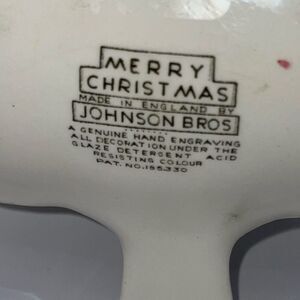 MERRY
CHRISTMAS
MADE IN ENGLAND BY
JOHNSON BROS
A GENUINE HAND ENGRAVING
ALL DECORATION UNDER THE
GLAZE DETERGENT ACID
RESISTING COLOUR
PAT. NO. 165330